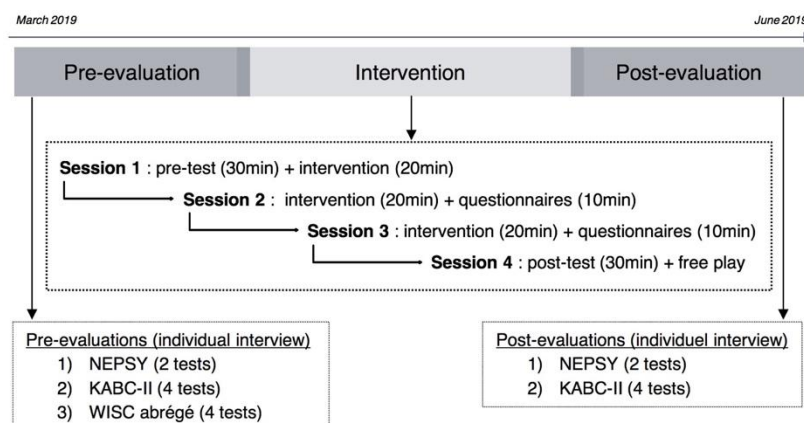 March 2019 June 2019
Pre-evaluation Intervention Post-evaluation
Session 1 : pre-test (30min) + intervention (20min)
Session 2 : intervention (20min) + questionnaires (10min)
Session 3 : intervention (20min) + questionnaires (10min)
Session 4 : post-test (30min) + free play
Pre-evaluations (individual interview)
1) NEPSY (2 tests)
2) KABC-II (4 tests)
3) WISC abrégé (4 tests)
Post-evaluations (individuel interview)
1) NEPSY (2 tests)
2) KABC-II (4 tests)